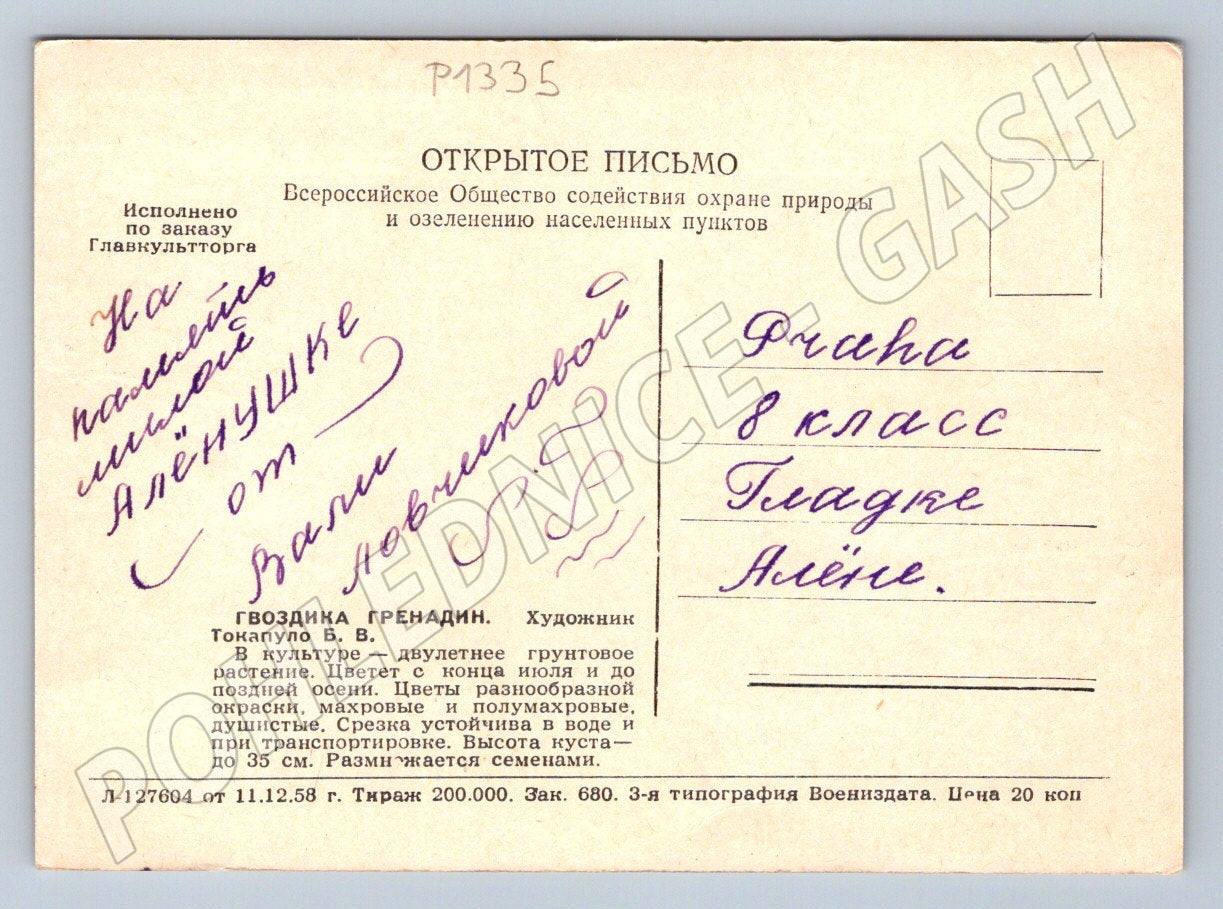 P1335
ОТКРЫТОЕ ПИСЬМО
Всероссийское Общество содействия охране природы
и озеленению населенных пунктов
Исполнено
по заказу
Главкультторга
На
память
милой
Алёнушке
от
Вали
Ловчиковой
Praha
8 класс
Гладке
Алёне.
ГВОЗДИКА ГРЕНАДИН. Художник
Токапуло Б. В.
В культуре — двулетнее грунтовое
растение. Цветет с конца июля и до
поздней осени. Цветы разнообразной
окраски, махровые и полумахровые,
душистые. Срезка устойчива в воде и
при транспортировке. Высота куста—
до 35 см. Размножается семенами.
Л-127604 от 11.12.58 г. Тираж 200.000. Зак. 680. 3-я типография Воениздата. Цена 20 коп
POHLEDNICE - GASH